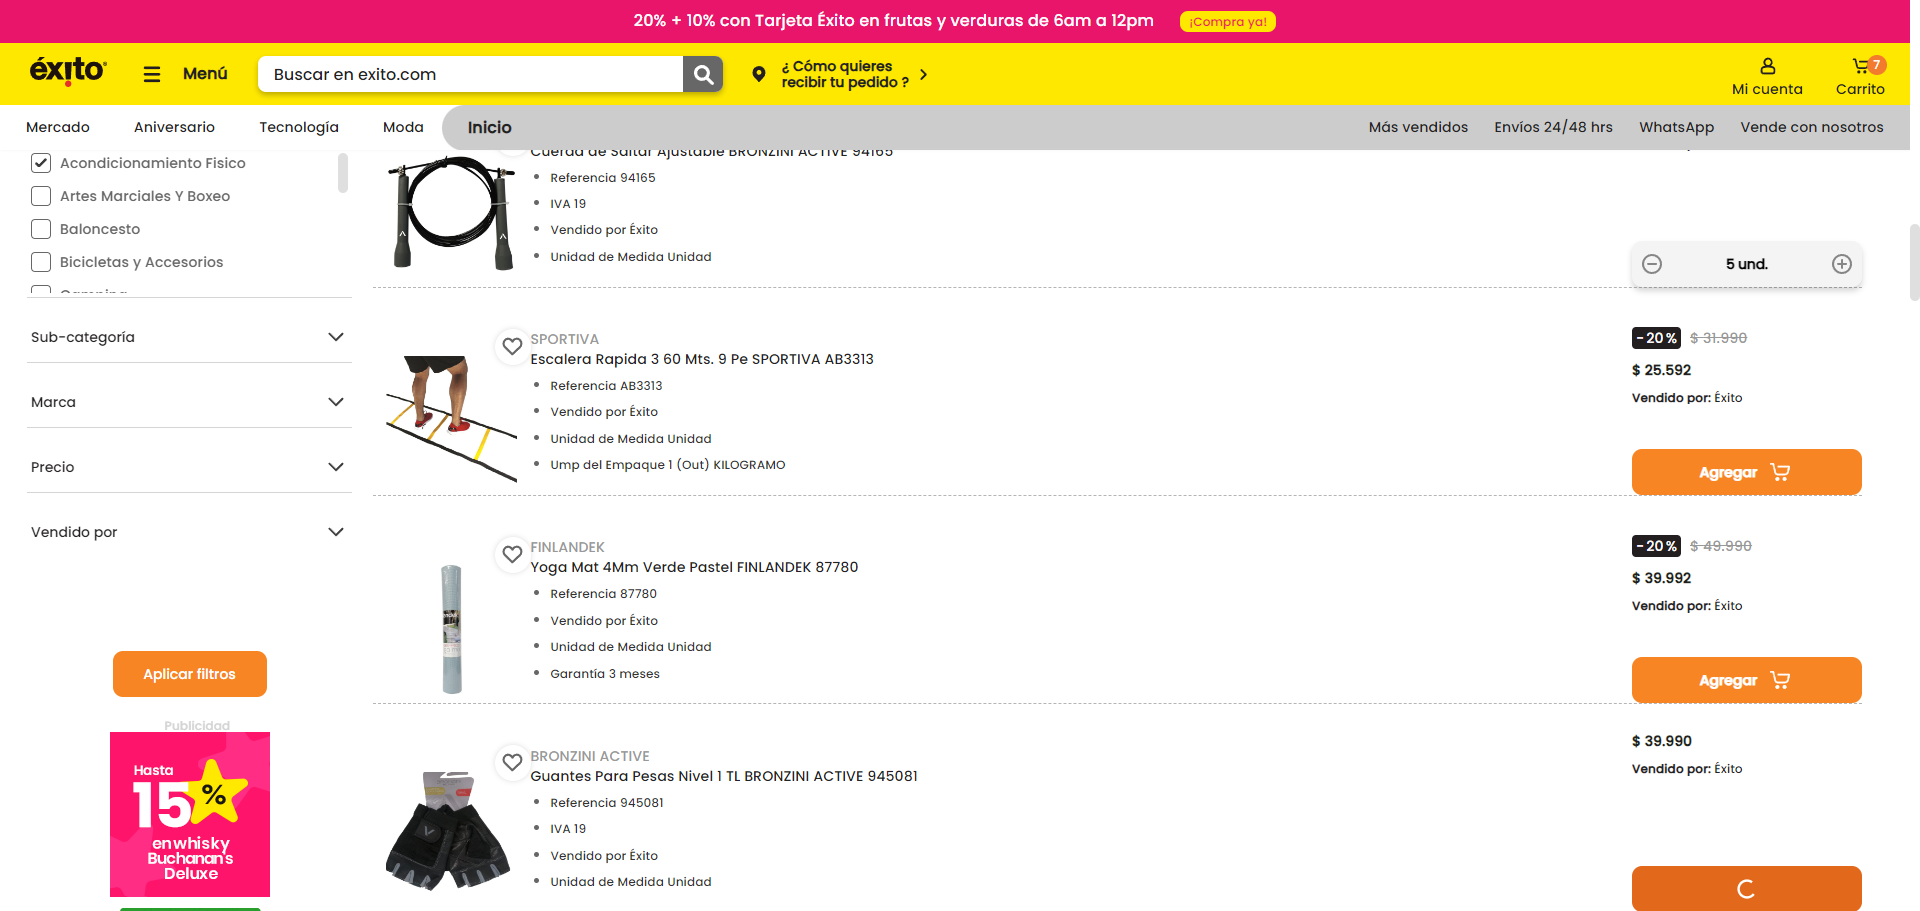 20% + 10% con Tarjeta Éxito en frutas y verduras de 6am a 12pm ¡Compra ya!
éxito
Menú
Buscar en exito.com
¿ Cómo quieres
recibir tu pedido ?
Mi cuenta
7
Carrito
Mercado Aniversario Tecnología Moda Inicio Más vendidos Envíos 24/48 hrs WhatsApp Vende con nosotros
Acondicionamiento Fisico
Artes Marciales Y Boxeo
Baloncesto
Bicicletas y Accesorios
Camping
Sub-categoría
Marca
Precio
Vendido por
Aplicar filtros
Publicidad
Hasta
15%
en whisky
Buchanan's
Deluxe
Cuerda de Saltar Ajustable BRONZINI ACTIVE 94165
Referencia 94165
IVA 19
Vendido por Éxito
Unidad de Medida Unidad
5 und.
SPORTIVA
Escalera Rapida 3 60 Mts. 9 Pe SPORTIVA AB3313
Referencia AB3313
Vendido por Éxito
Unidad de Medida Unidad
Ump del Empaque 1 (Out) KILOGRAMO
-20% $ 31.990
$ 25.592
Vendido por: Éxito
Agregar
FINLANDEK
Yoga Mat 4Mm Verde Pastel FINLANDEK 87780
Referencia 87780
Vendido por Éxito
Unidad de Medida Unidad
Garantía 3 meses
-20% $ 49.990
$ 39.992
Vendido por: Éxito
Agregar
BRONZINI ACTIVE
Guantes Para Pesas Nivel 1 TL BRONZINI ACTIVE 945081
Referencia 945081
IVA 19
Vendido por Éxito
Unidad de Medida Unidad
$ 39.990
Vendido por: Éxito